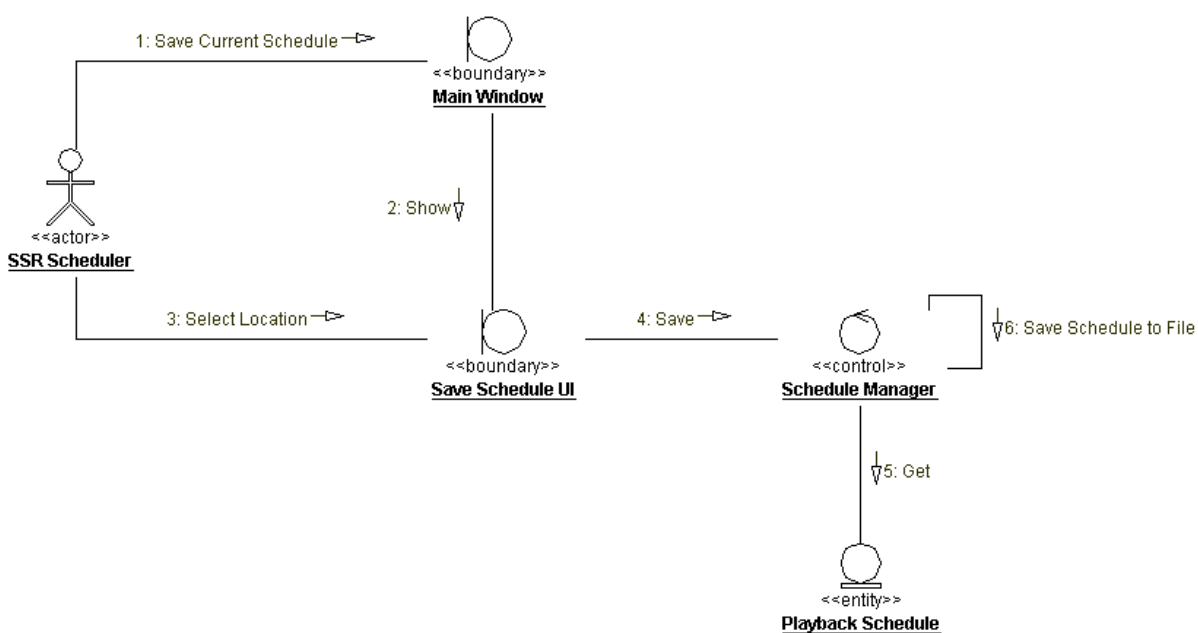 1: Save Current Schedule
<<boundary>>
Main Window
2: Show
<<actor>>
SSR Scheduler
3: Select Location
4: Save
6: Save Schedule to File
<<boundary>>
Save Schedule UI
<<control>>
Schedule Manager
5: Get
<<entity>>
Playback Schedule